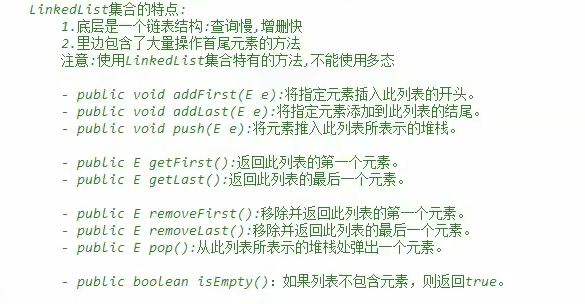 LinkedList集合的特点:
1.底层是一个链表结构:查询慢,增删快
2.里边包含了大量操作首尾元素的方法
注意:使用LinkedList集合特有的方法,不能使用多态
- public void addFirst(E e):将指定元素插入此列表的开头。
- public void addLast(E e):将指定元素添加到此列表的结尾。
- public void push(E e):将元素推入此列表所表示的堆栈。
- public E getFirst():返回此列表的第一个元素。
- public E getLast():返回此列表的最后一个元素。
- public E removeFirst():移除并返回此列表的第一个元素。
- public E removeLast():移除并返回此列表的最后一个元素。
- public E pop():从此列表所表示的堆栈处弹出一个元素。
- public boolean isEmpty()：如果列表不包含元素，则返回true。